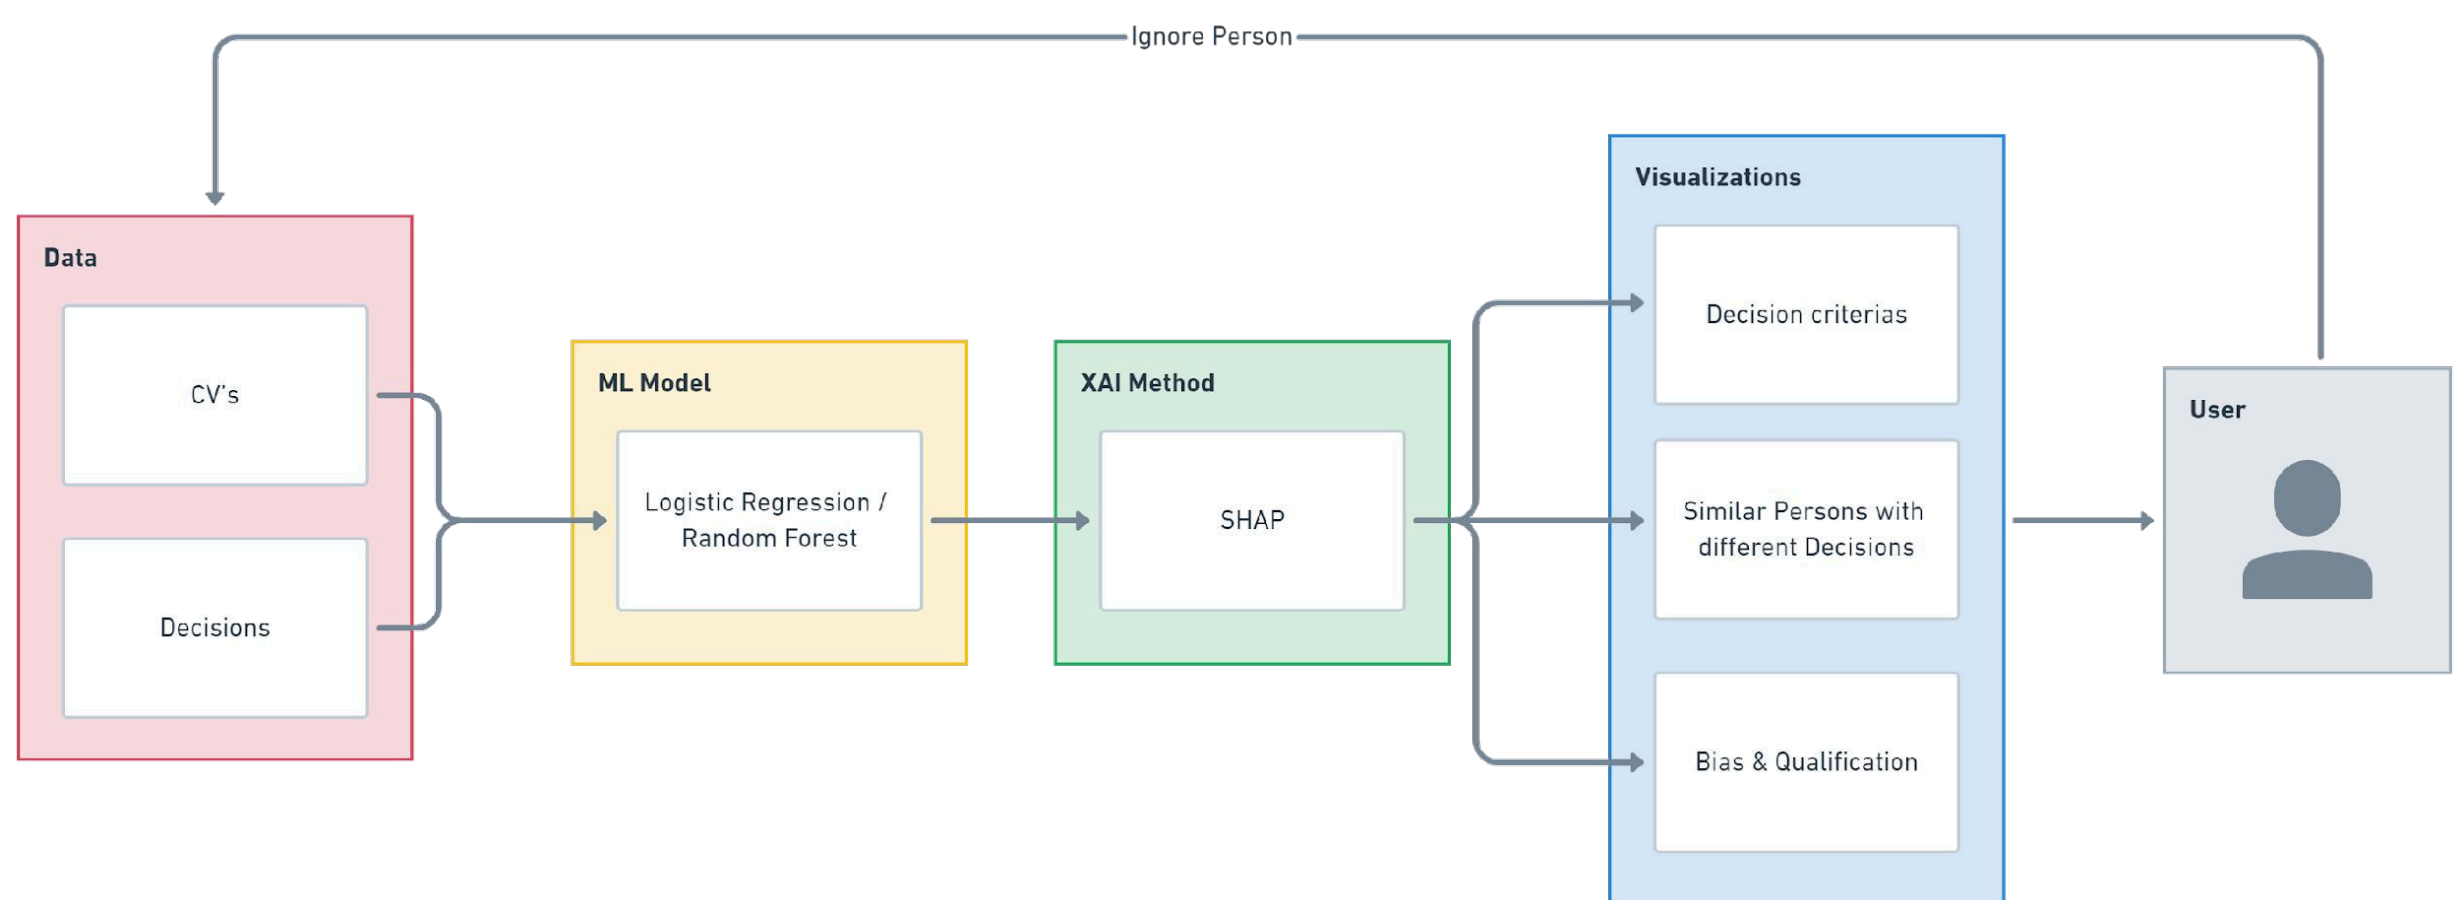 Ignore Person
Data
CV's
Decisions
ML Model
Logistic Regression /
Random Forest
XAI Method
SHAP
Visualizations
Decision criterias
Similar Persons with
different Decisions
Bias & Qualification
User